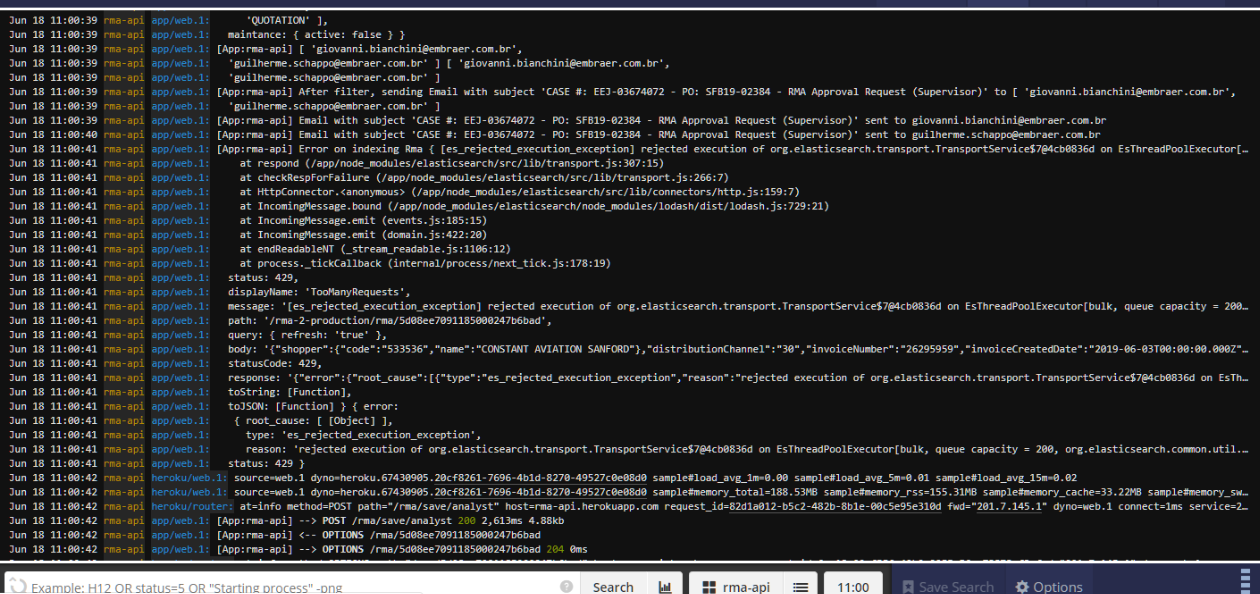 Jun 18 11:00:39 rma-api app/web.1: 'QUOTATION' ],
Jun 18 11:00:39 rma-api app/web.1: maintance: { active: false } }
Jun 18 11:00:39 rma-api app/web.1: [App:rma-api] [ 'giovanni.bianchini@embraer.com.br',
Jun 18 11:00:39 rma-api app/web.1: 'guilherme.schappo@embraer.com.br' ] [ 'giovanni.bianchini@embraer.com.br',
Jun 18 11:00:39 rma-api app/web.1: 'guilherme.schappo@embraer.com.br' ]
Jun 18 11:00:39 rma-api app/web.1: [App:rma-api] After filter, sending Email with subject 'CASE #: EEJ-03674072 - PO: SFB19-02384 - RMA Approval Request (Supervisor)' to [ 'giovanni.bianchini@embraer.com.br',
Jun 18 11:00:39 rma-api app/web.1: 'guilherme.schappo@embraer.com.br' ]
Jun 18 11:00:39 rma-api app/web.1: [App:rma-api] Email with subject 'CASE #: EEJ-03674072 - PO: SFB19-02384 - RMA Approval Request (Supervisor)' sent to giovanni.bianchini@embraer.com.br
Jun 18 11:00:40 rma-api app/web.1: [App:rma-api] Email with subject 'CASE #: EEJ-03674072 - PO: SFB19-02384 - RMA Approval Request (Supervisor)' sent to guilherme.schappo@embraer.com.br
Jun 18 11:00:41 rma-api app/web.1: [App:rma-api] Error on indexing Rma { [es_rejected_execution_exception] rejected execution of org.elasticsearch.transport.TransportService$7@4cb0836d on EsThreadPoolExecutor[…
Jun 18 11:00:41 rma-api app/web.1: at respond (/app/node_modules/elasticsearch/src/lib/transport.js:307:15)
Jun 18 11:00:41 rma-api app/web.1: at checkRespForFailure (/app/node_modules/elasticsearch/src/lib/transport.js:266:7)
Jun 18 11:00:41 rma-api app/web.1: at HttpConnector.<anonymous> (/app/node_modules/elasticsearch/src/lib/connectors/http.js:159:7)
Jun 18 11:00:41 rma-api app/web.1: at IncomingMessage.bound (/app/node_modules/elasticsearch/node_modules/lodash/dist/lodash.js:729:21)
Jun 18 11:00:41 rma-api app/web.1: at IncomingMessage.emit (events.js:185:15)
Jun 18 11:00:41 rma-api app/web.1: at IncomingMessage.emit (domain.js:422:20)
Jun 18 11:00:41 rma-api app/web.1: at endReadableNT (_stream_readable.js:1106:12)
Jun 18 11:00:41 rma-api app/web.1: at process._tickCallback (internal/process/next_tick.js:178:19)
Jun 18 11:00:41 rma-api app/web.1: status: 429,
Jun 18 11:00:41 rma-api app/web.1: displayName: 'TooManyRequests',
Jun 18 11:00:41 rma-api app/web.1: message: '[es_rejected_execution_exception] rejected execution of org.elasticsearch.transport.TransportService$7@4cb0836d on EsThreadPoolExecutor[bulk, queue capacity = 200…
Jun 18 11:00:41 rma-api app/web.1: path: '/rma-2-production/rma/5d08ee7091185000247b6bad',
Jun 18 11:00:41 rma-api app/web.1: query: { refresh: 'true' },
Jun 18 11:00:41 rma-api app/web.1: body: '{"shopper":{"code":"533536","name":"CONSTANT AVIATION SANFORD"},"distributionChannel":"30","invoiceNumber":"26295959","invoiceCreatedDate":"2019-06-03T00:00:00.000Z"…
Jun 18 11:00:41 rma-api app/web.1: statusCode: 429,
Jun 18 11:00:41 rma-api app/web.1: response: '{"error":{"root_cause":[{"type":"es_rejected_execution_exception","reason":"rejected execution of org.elasticsearch.transport.TransportService$7@4cb0836d on EsTh…
Jun 18 11:00:41 rma-api app/web.1: toString: [Function],
Jun 18 11:00:41 rma-api app/web.1: toJSON: [Function] } { error:
Jun 18 11:00:41 rma-api app/web.1: { root_cause: [ [Object] ],
Jun 18 11:00:41 rma-api app/web.1: type: 'es_rejected_execution_exception',
Jun 18 11:00:41 rma-api app/web.1: reason: 'rejected execution of org.elasticsearch.transport.TransportService$7@4cb0836d on EsThreadPoolExecutor[bulk, queue capacity = 200, org.elasticsearch.common.util.…
Jun 18 11:00:41 rma-api app/web.1: status: 429 }
Jun 18 11:00:42 rma-api heroku/web.1: source=web.1 dyno=heroku.67430905.20cf8261-7696-4b1d-8270-49527c0e08d0 sample#load_avg_1m=0.00 sample#load_avg_5m=0.01 sample#load_avg_15m=0.02
Jun 18 11:00:42 rma-api heroku/web.1: source=web.1 dyno=heroku.67430905.20cf8261-7696-4b1d-8270-49527c0e08d0 sample#memory_total=188.53MB sample#memory_rss=155.31MB sample#memory_cache=33.22MB sample#memory_sw…
Jun 18 11:00:42 rma-api heroku/router: at=info method=POST path="/rma/save/analyst" host=rma-api.herokuapp.com request_id=82d1a012-b5c2-482b-8b1e-00c5e95e310d fwd="201.7.145.1" dyno=web.1 connect=1ms service=2…
Jun 18 11:00:42 rma-api app/web.1: [App:rma-api] --> POST /rma/save/analyst 200 2,613ms 4.88kb
Jun 18 11:00:42 rma-api app/web.1: [App:rma-api] <-- OPTIONS /rma/5d08ee7091185000247b6bad
Jun 18 11:00:42 rma-api app/web.1: [App:rma-api] --> OPTIONS /rma/5d08ee7091185000247b6bad 204 0ms
Example: H12 OR status=5 OR "Starting process" -png Search rma-api 11:00 Save Search Options